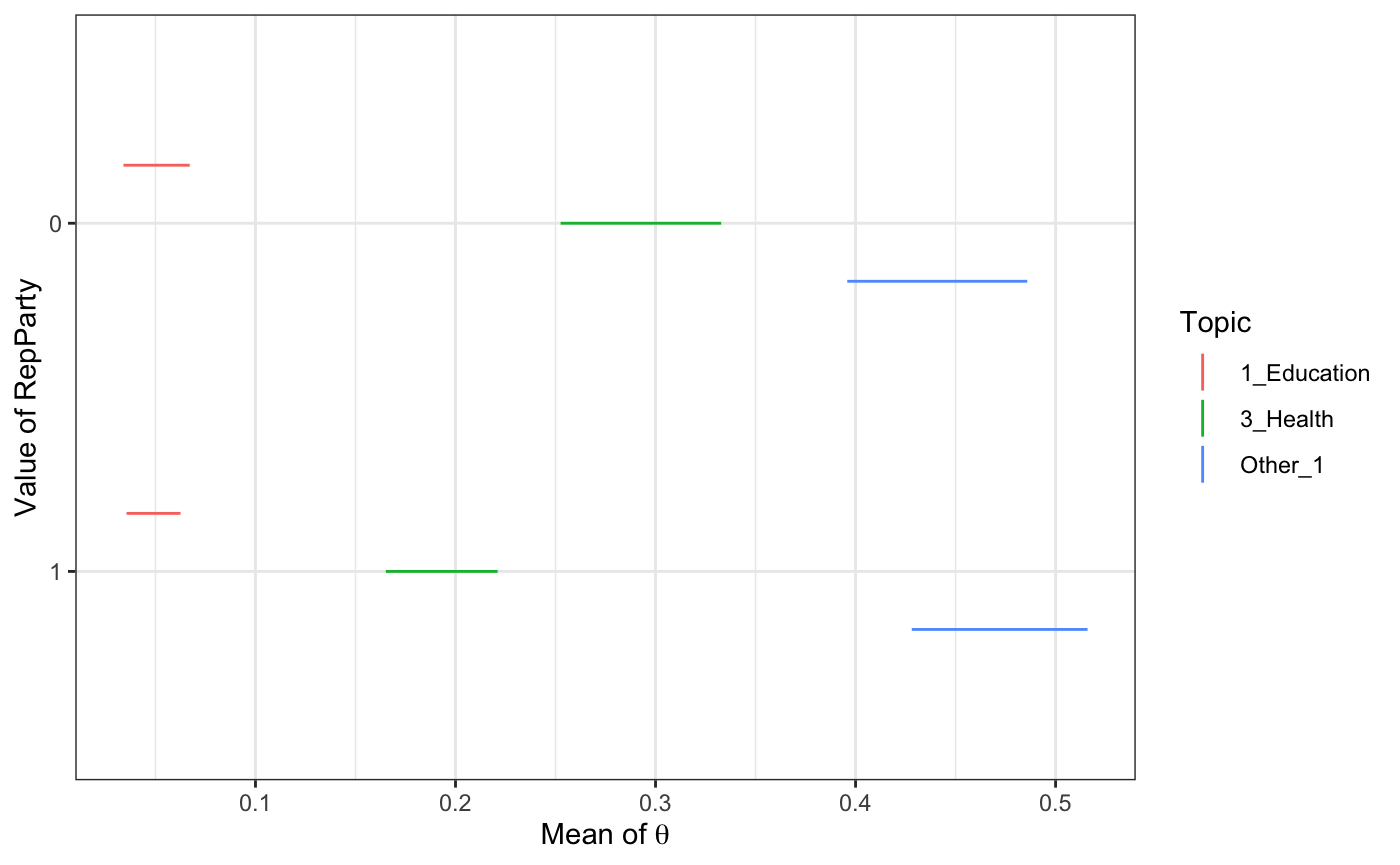 Value of RepParty
0
1
0.1 0.2 0.3 0.4 0.5
Mean of θ
Topic
1_Education
3_Health
Other_1